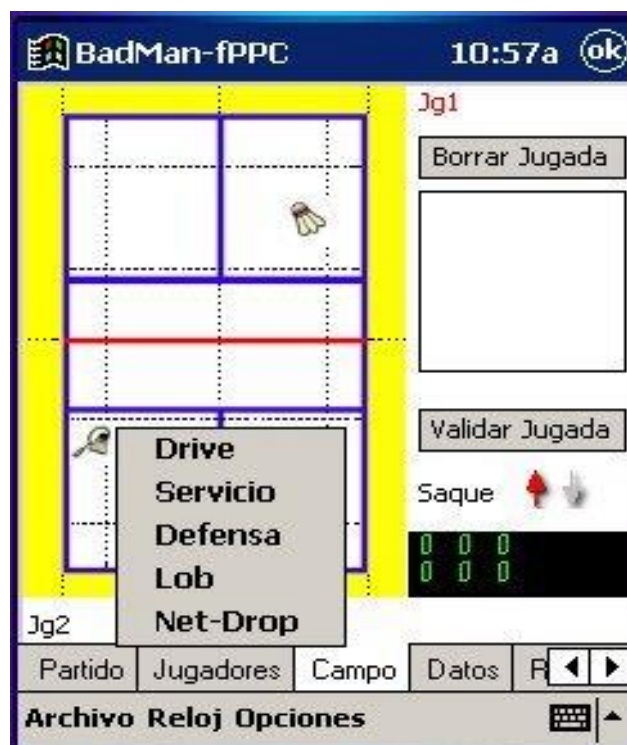 BadMan-fPPC 10:57a ok
Jg1
Borrar Jugada
Validar Jugada
Saque
0 0 0
0 0 0
Drive
Servicio
Defensa
Lob
Net-Drop
Jg2
Partido Jugadores Campo Datos
Archivo Reloj Opciones